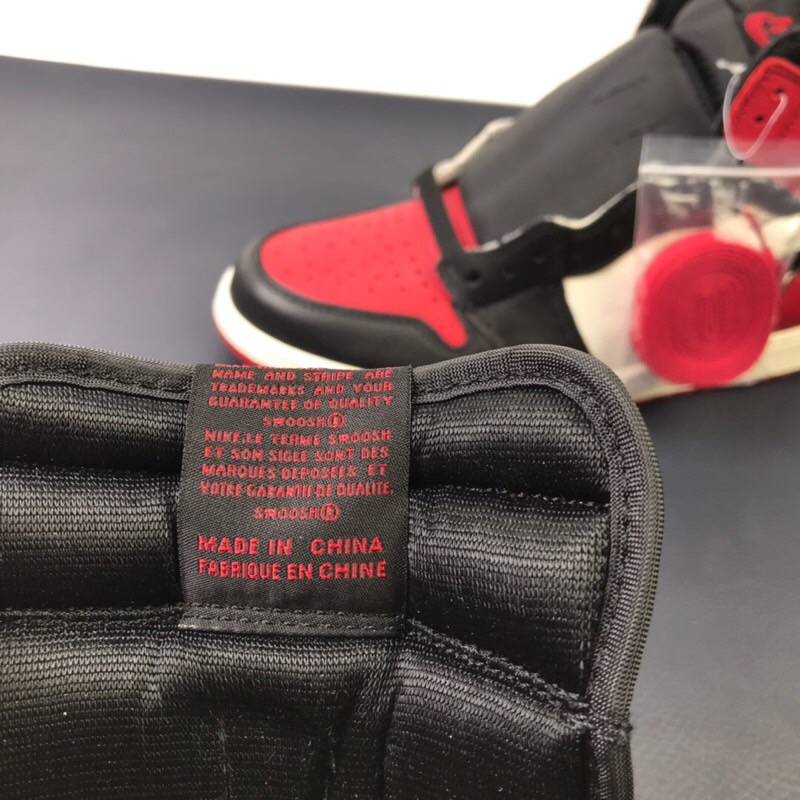 NAME AND STRIPE ARE
TRADEMARKS AND YOUR
GUARANTEE OF QUALITY
SWOOSH®
NIKE, LE TERME SWOOSH
ET SON SIGLE SONT DES
MARQUES DEPOSEES ET
VOTRE GARANTIE DE QUALITE.
SWOOSH®
MADE IN CHINA
FABRIQUE EN CHINE